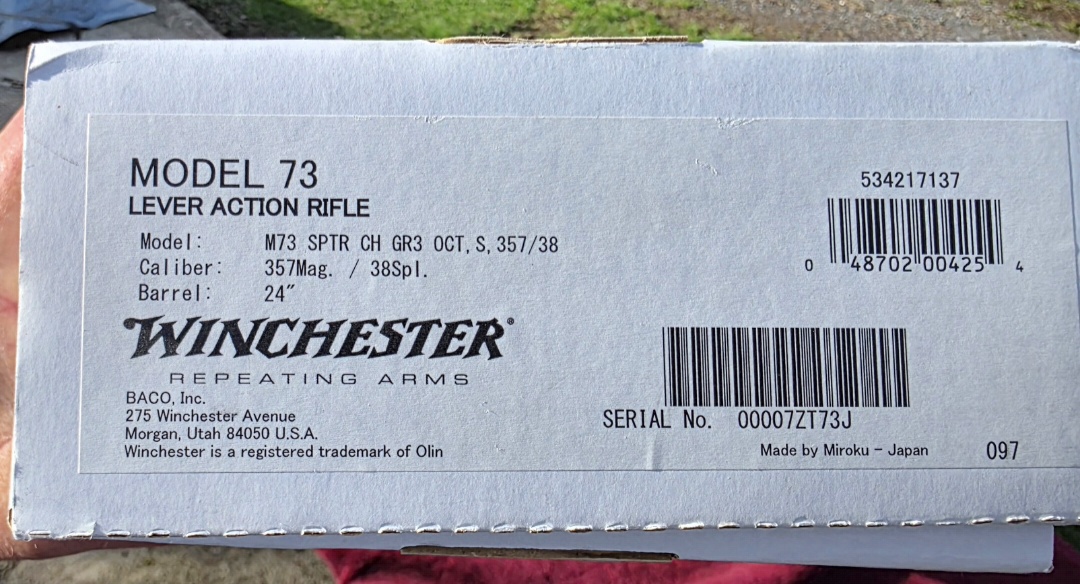 MODEL 73
LEVER ACTION RIFLE
Model: M73 SPTR CH GR3 OCT, S, 357/38
Caliber: 357Mag. / 38Spl.
Barrel: 24"
WINCHESTER®
REPEATING ARMS
BACO, Inc.
275 Winchester Avenue
Morgan, Utah 84050 U.S.A.
Winchester is a registered trademark of Olin
534217137
0 48702 00425 4
SERIAL No. 00007ZT73J
Made by Miroku - Japan 097